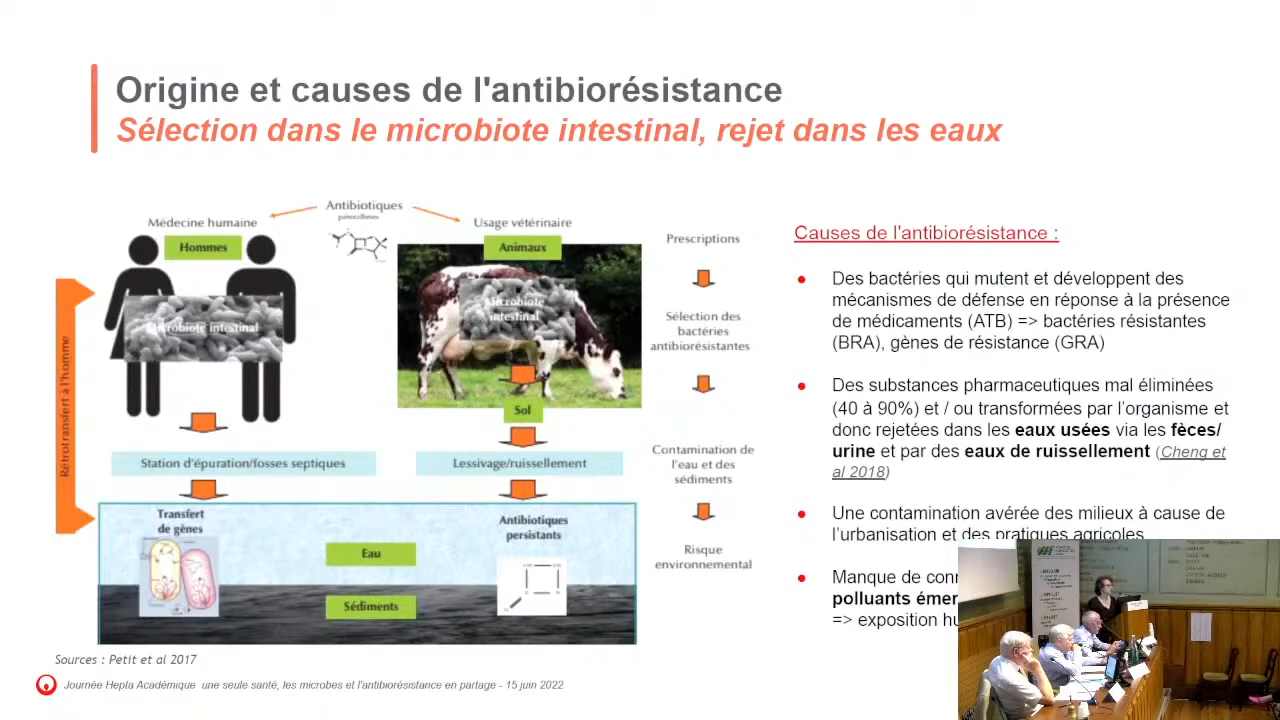 Origine et causes de l'antibiorésistance
Sélection dans le microbiote intestinal, rejet dans les eaux
Antibiotiques
pénicillines
Médecine humaine
Usage vétérinaire
Hommes
Animaux
Microbiote intestinal
Microbiote
intestinal
Sol
Rétrotransfert à l'homme
Station d'épuration/fosses septiques
Lessivage/ruissellement
Transfert
de gènes
Antibiotiques
persistants
Eau
Sédiments
Prescriptions
Sélection des
bactéries
antibiorésistantes
Contamination de
l'eau et des
sédiments
Risque
environnemental
Causes de l'antibiorésistance :
Des bactéries qui mutent et développent des
mécanismes de défense en réponse à la présence
de médicaments (ATB) => bactéries résistantes
(BRA), gènes de résistance (GRA)
Des substances pharmaceutiques mal éliminées
(40 à 90%) et / ou transformées par l'organisme et
donc rejetées dans les eaux usées via les fèces/
urine et par des eaux de ruissellement (Cheng et
al 2018)
Une contamination avérée des milieux à cause de
l'urbanisation et des pratiques agricoles
Manque de con
polluants éme
=> exposition hu
Sources : Petit et al 2017
Journée Hepta Académique une seule santé, les microbes et l'antibiorésistance en partage - 15 juin 2022